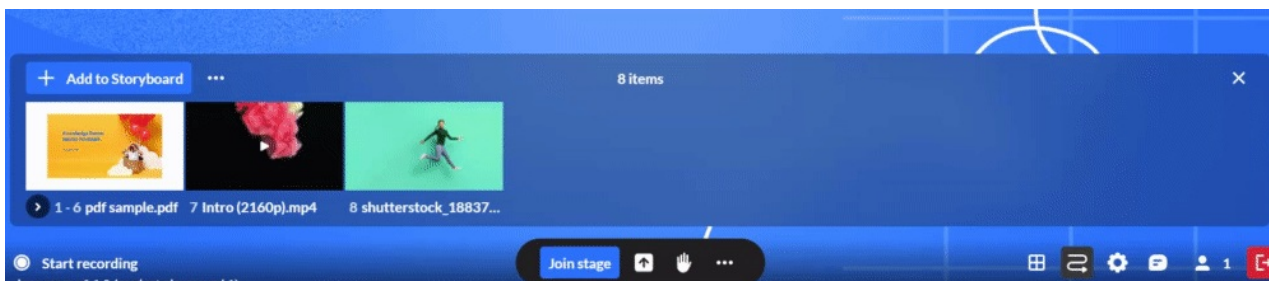 Add to Storyboard
8 items
1 - 6 pdf sample.pdf
7 Intro (2160p).mp4
8 shutterstock_18837...
Start recording
Join stage
1